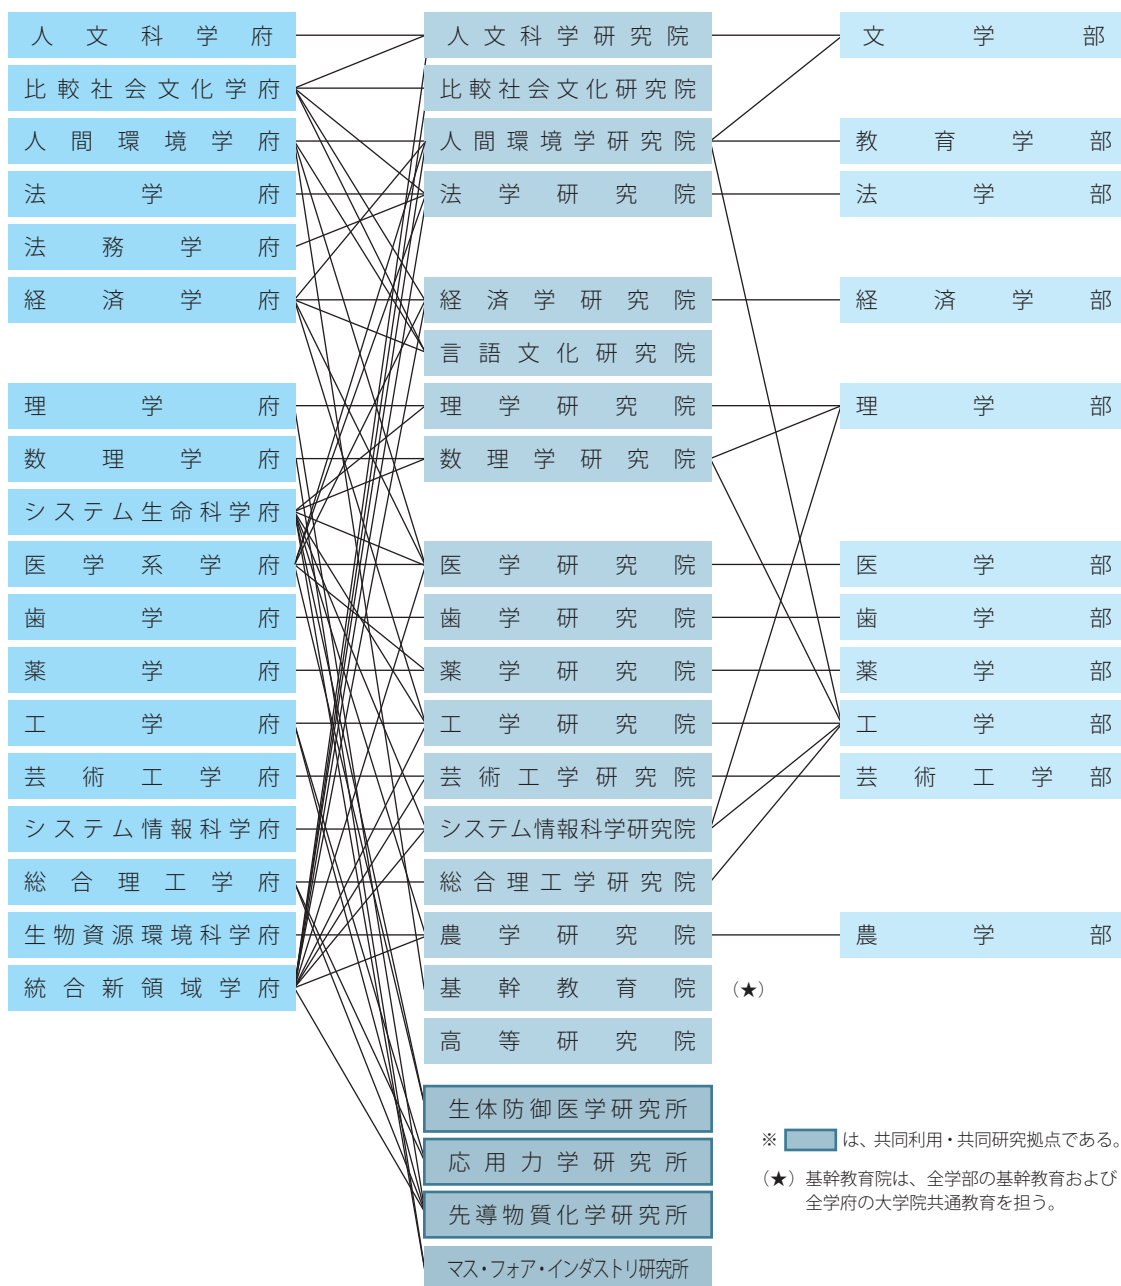 人文科学府
比較社会文化学府
人間環境学府
法学府
法務学府
経済学府
理学府
数理学府
システム生命科学府
医学系学府
歯学府
薬学府
工学府
芸術工学府
システム情報科学府
総合理工学府
生物資源環境科学府
統合新領域学府
人文科学研究院
比較社会文化研究院
人間環境学研究院
法学研究院
経済学研究院
言語文化研究院
理学研究院
数理学研究院
医学研究院
歯学研究院
薬学研究院
工学研究院
芸術工学研究院
システム情報科学研究院
総合理工学研究院
農学研究院
基幹教育院 (★)
高等研究院
生体防御医学研究所
応用力学研究所
先導物質化学研究所
マス・フォア・インダストリ研究所
文学部
教育学部
法学部
経済学部
理学部
医学部
歯学部
薬学部
工学部
芸術工学部
農学部
※ は、共同利用・共同研究拠点である。
(★) 基幹教育院は、全学部の基幹教育および
全学府の大学院共通教育を担う。